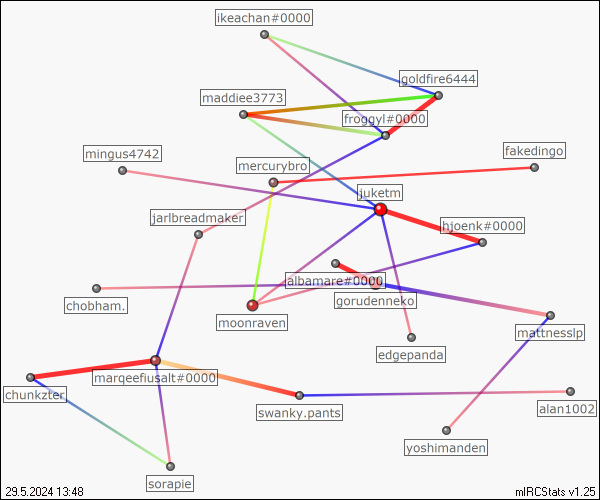 ikeachan#0000
goldfire6444
maddiee3773
froggyl#0000
fakedingo
mingus4742
mercurybro
juketm
jarlbreadmaker
hjoenk#0000
albamare#0000
chobham.
gorudenneko
moonraven
mattnesslp
edgepanda
marqeefiusalt#0000
chunkzter
swanky.pants
alan1002
yoshimanden
sorapie
29.5.2024 13:48
mIRCStats v1.25